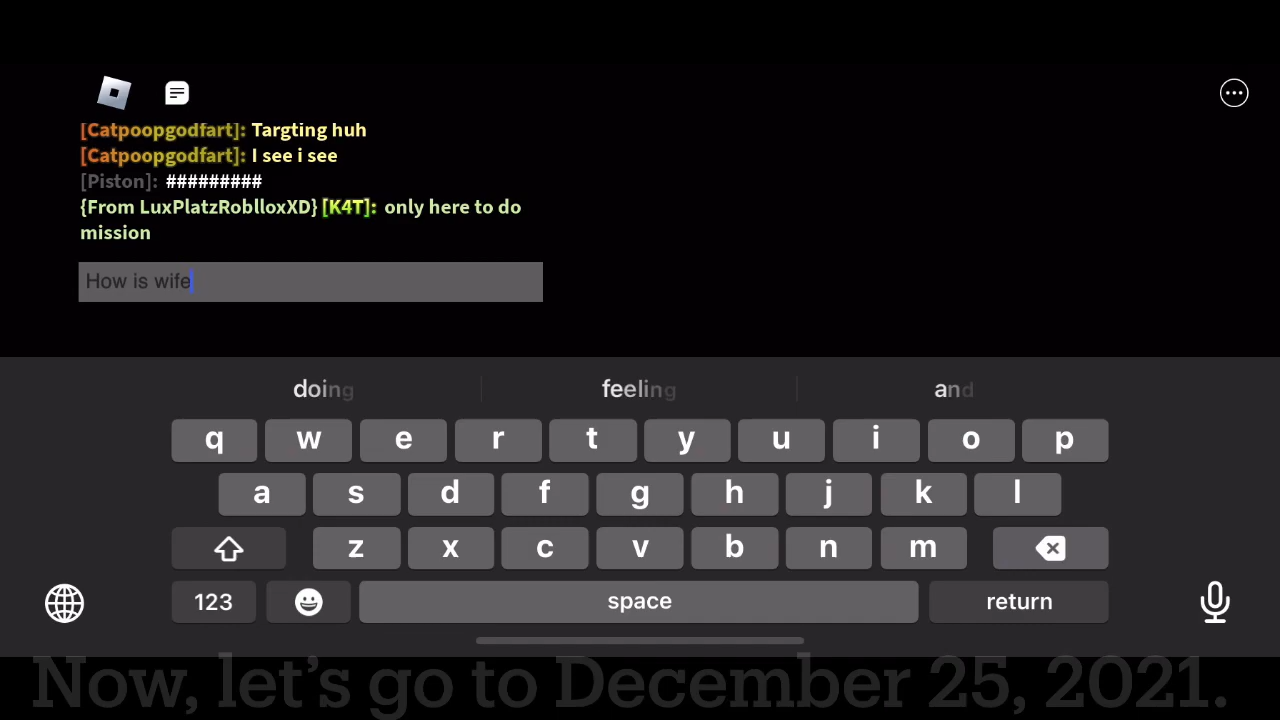 [Catpoopgodfart]: Targting huh
[Catpoopgodfart]: I see i see
[Piston]: #########
{From LuxPlatzRoblloxXD} [K4T]: only here to do
mission
How is wife
doing feeling and
q w e r t y u i o p
a s d f g h j k l
z x c v b n m
123 space return
Now, let's go to December 25, 2021.